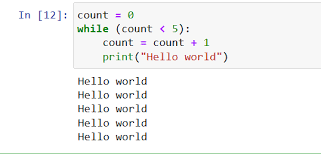 In [12]: count = 0
while (count < 5):
    count = count + 1
    print("Hello world")
Hello world
Hello world
Hello world
Hello world
Hello world